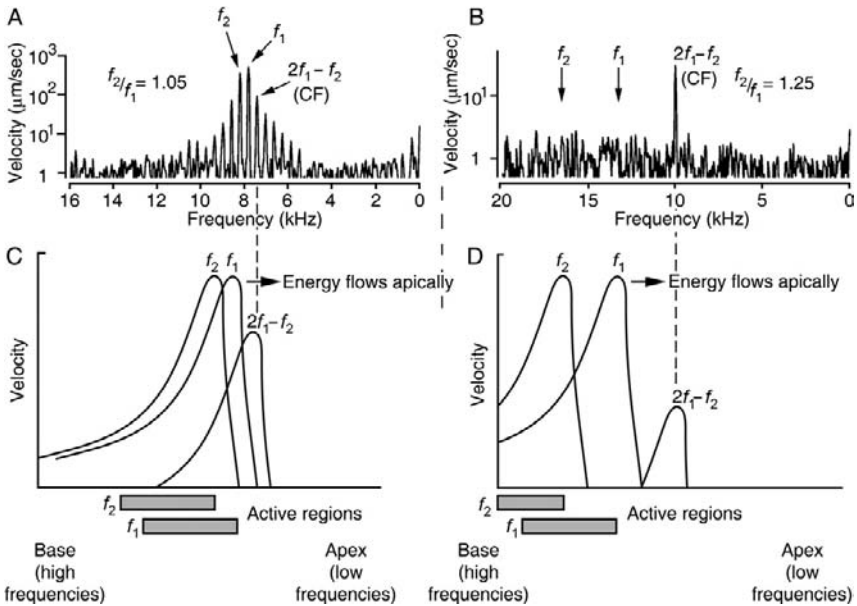 A
f₂
f₁
f₂/f₁ = 1.05
2f₁– f₂
(CF)
Velocity (μm/sec)
10³
10²
10¹
1
16 14 12 10 8 6 4 2 0
Frequency (kHz)
B
f₂
f₁
2f₁–f₂
(CF)
f₂/f₁ = 1.25
Velocity (μm/sec)
10¹
1
20 15 10 5 0
Frequency (kHz)
C
f₂ f₁
Energy flows apically
2f₁–f₂
Velocity
f₂
f₁
Active regions
Base
(high
frequencies)
Apex
(low
frequencies)
D
f₂
f₁
Energy flows apically
2f₁–f₂
Velocity
f₂
f₁
Active regions
Base
(high
frequencies)
Apex
(low
frequencies)